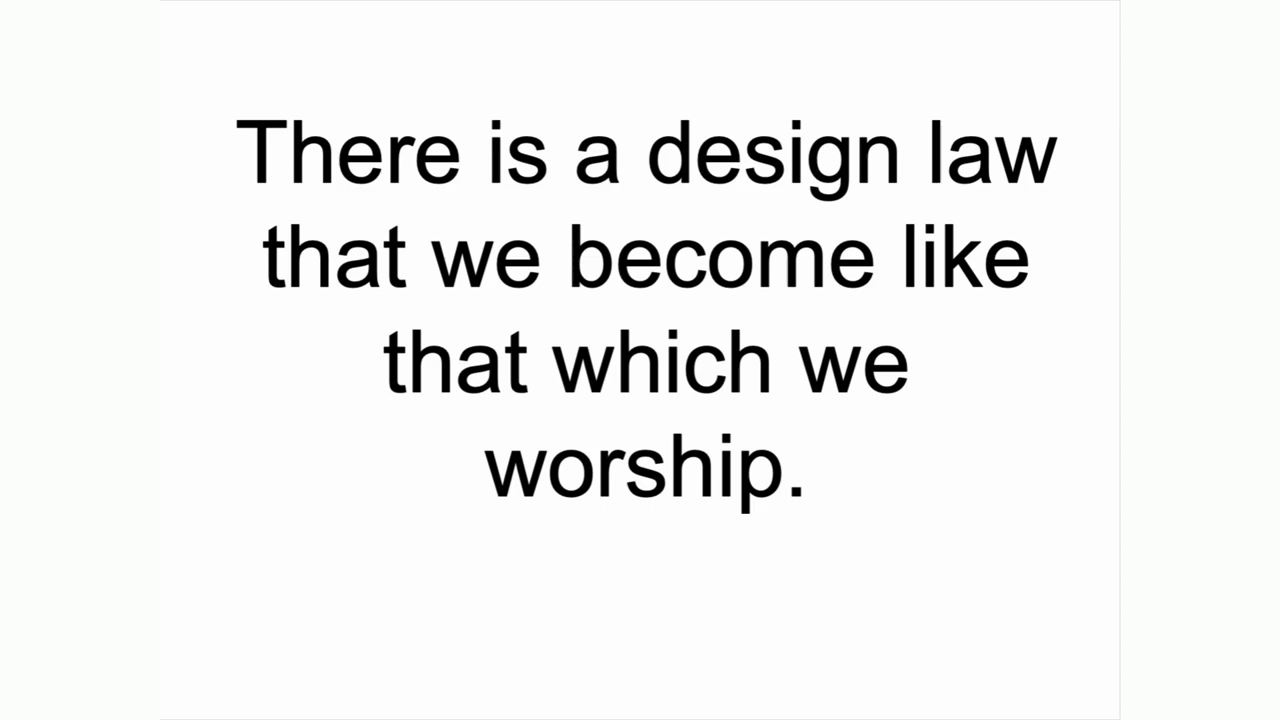 There is a design law
that we become like
that which we
worship.